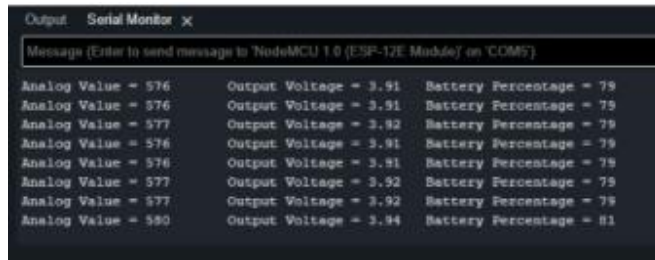 Output Serial Monitor ×
Message (Enter to send message to 'NodeMCU 1.0 (ESP-12E Module)' on 'COM5')
Analog Value = 576 Output Voltage = 3.91 Battery Percentage = 79
Analog Value = 576 Output Voltage = 3.91 Battery Percentage = 79
Analog Value = 577 Output Voltage = 3.92 Battery Percentage = 79
Analog Value = 576 Output Voltage = 3.91 Battery Percentage = 79
Analog Value = 576 Output Voltage = 3.91 Battery Percentage = 79
Analog Value = 577 Output Voltage = 3.92 Battery Percentage = 79
Analog Value = 577 Output Voltage = 3.92 Battery Percentage = 79
Analog Value = 580 Output Voltage = 3.94 Battery Percentage = 81